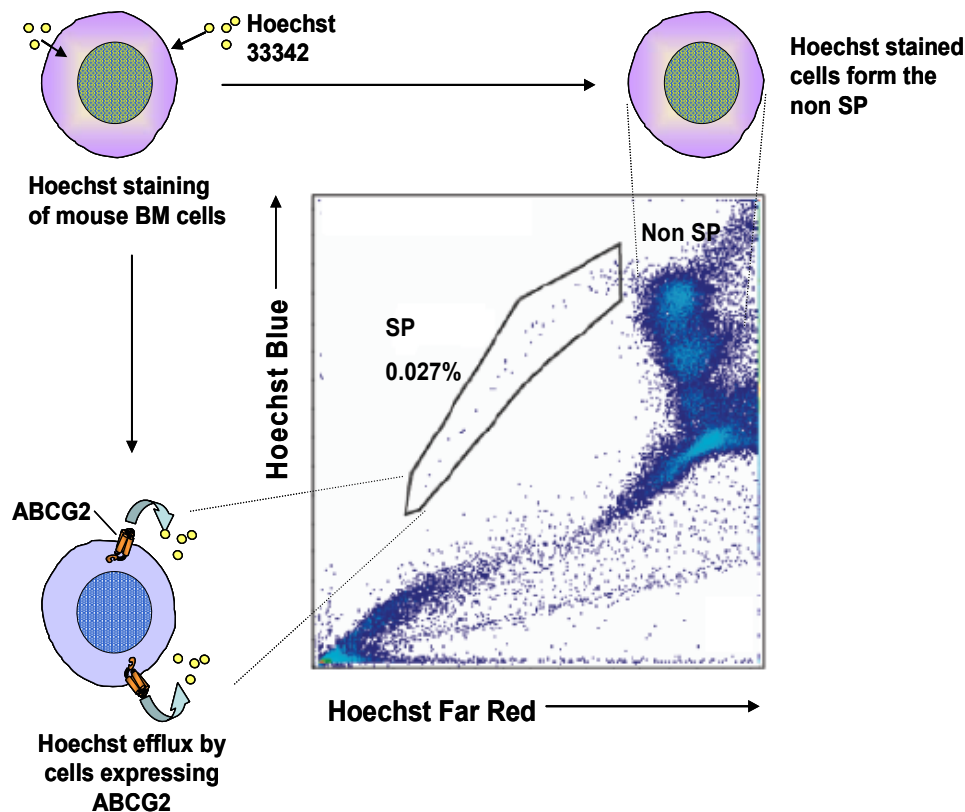 Hoechst
33342
Hoechst stained
cells form the
non SP
Hoechst staining
of mouse BM cells
Non SP
Hoechst Blue
SP
0.027%
ABCG2
Hoechst Far Red
Hoechst efflux by
cells expressing
ABCG2